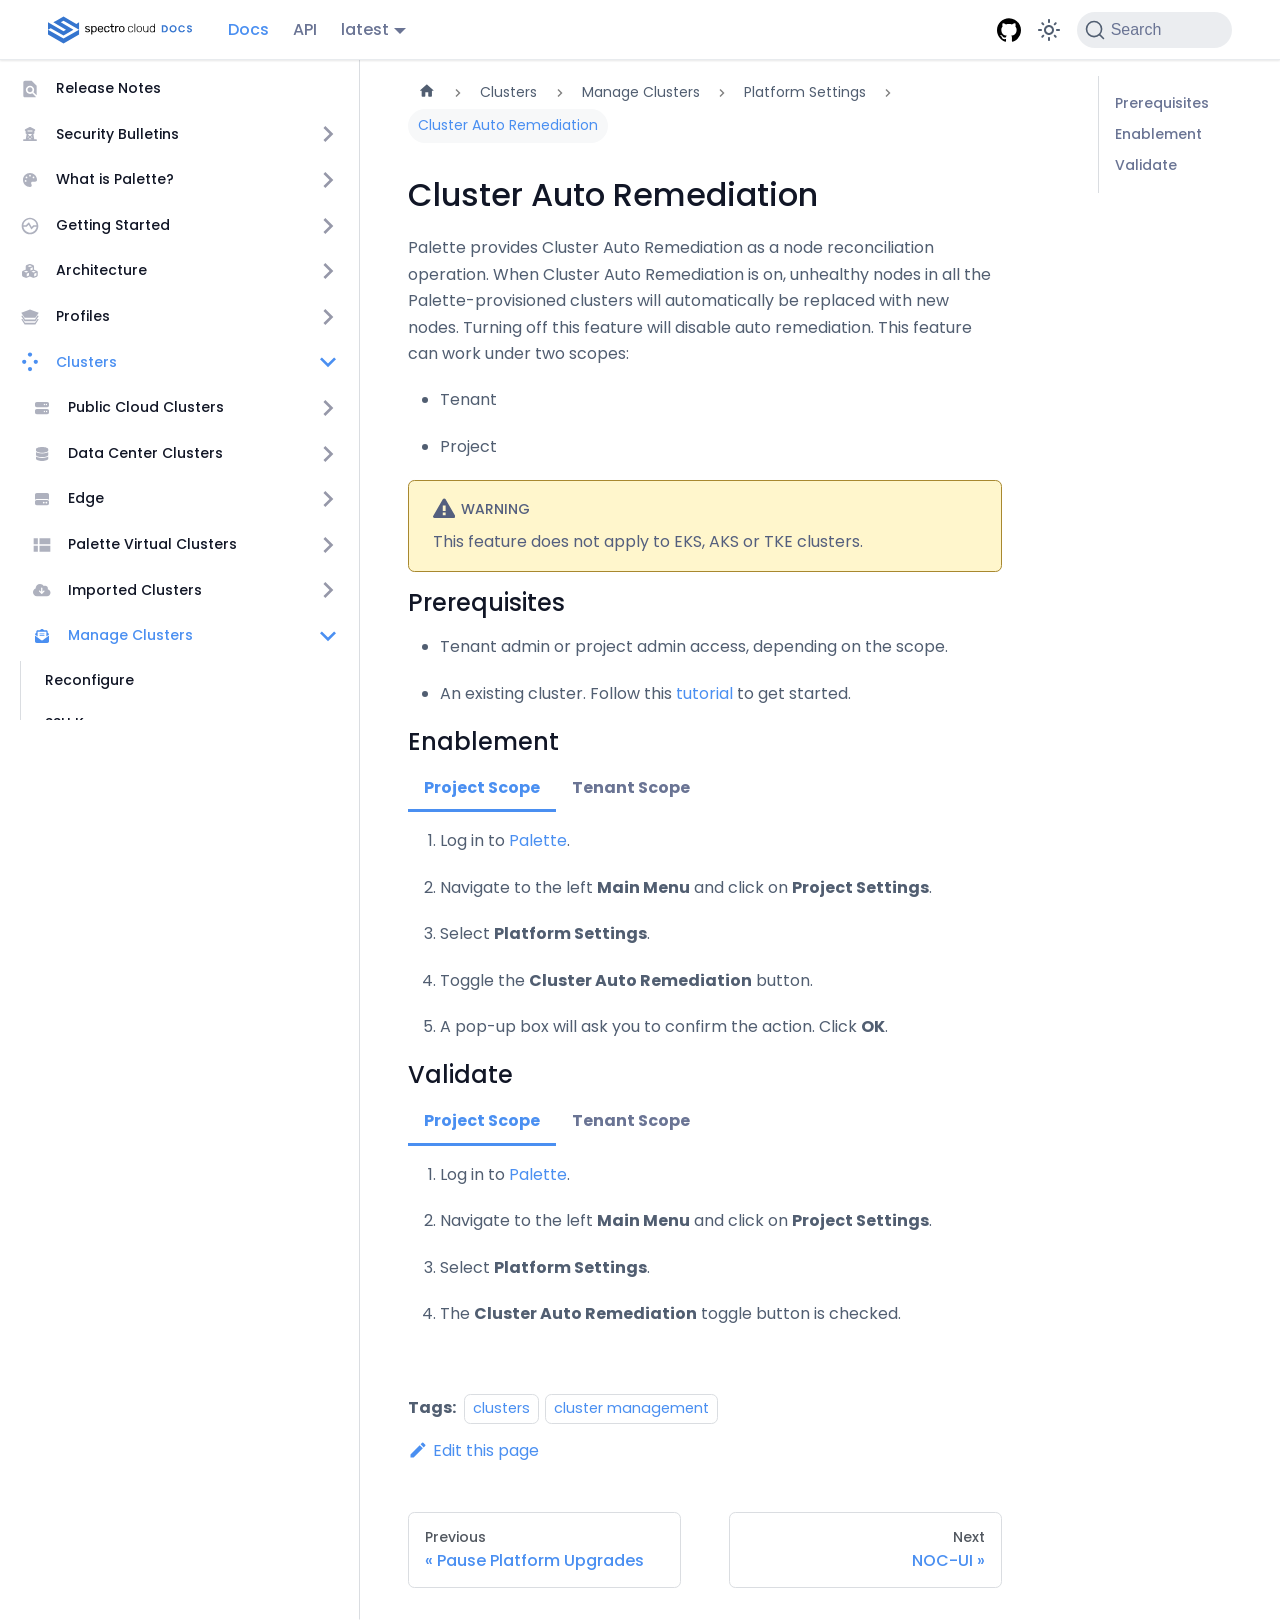 spectro cloud DOCS
Docs
API
latest
Search
Release Notes
Security Bulletins
What is Palette?
Getting Started
Architecture
Profiles
Clusters
Public Cloud Clusters
Data Center Clusters
Edge
Palette Virtual Clusters
Imported Clusters
Manage Clusters
Reconfigure
Clusters
Manage Clusters
Platform Settings
Cluster Auto Remediation
Cluster Auto Remediation
Palette provides Cluster Auto Remediation as a node reconciliation
operation. When Cluster Auto Remediation is on, unhealthy nodes in all the
Palette-provisioned clusters will automatically be replaced with new
nodes. Turning off this feature will disable auto remediation. This feature
can work under two scopes:
Tenant
Project
WARNING
This feature does not apply to EKS, AKS or TKE clusters.
Prerequisites
Tenant admin or project admin access, depending on the scope.
An existing cluster. Follow this tutorial to get started.
Enablement
Project Scope
Tenant Scope
1. Log in to Palette.
2. Navigate to the left Main Menu and click on Project Settings.
3. Select Platform Settings.
4. Toggle the Cluster Auto Remediation button.
5. A pop-up box will ask you to confirm the action. Click OK.
Validate
Project Scope
Tenant Scope
1. Log in to Palette.
2. Navigate to the left Main Menu and click on Project Settings.
3. Select Platform Settings.
4. The Cluster Auto Remediation toggle button is checked.
Tags: clusters cluster management
Edit this page
Previous
« Pause Platform Upgrades
Next
NOC-UI »
Prerequisites
Enablement
Validate